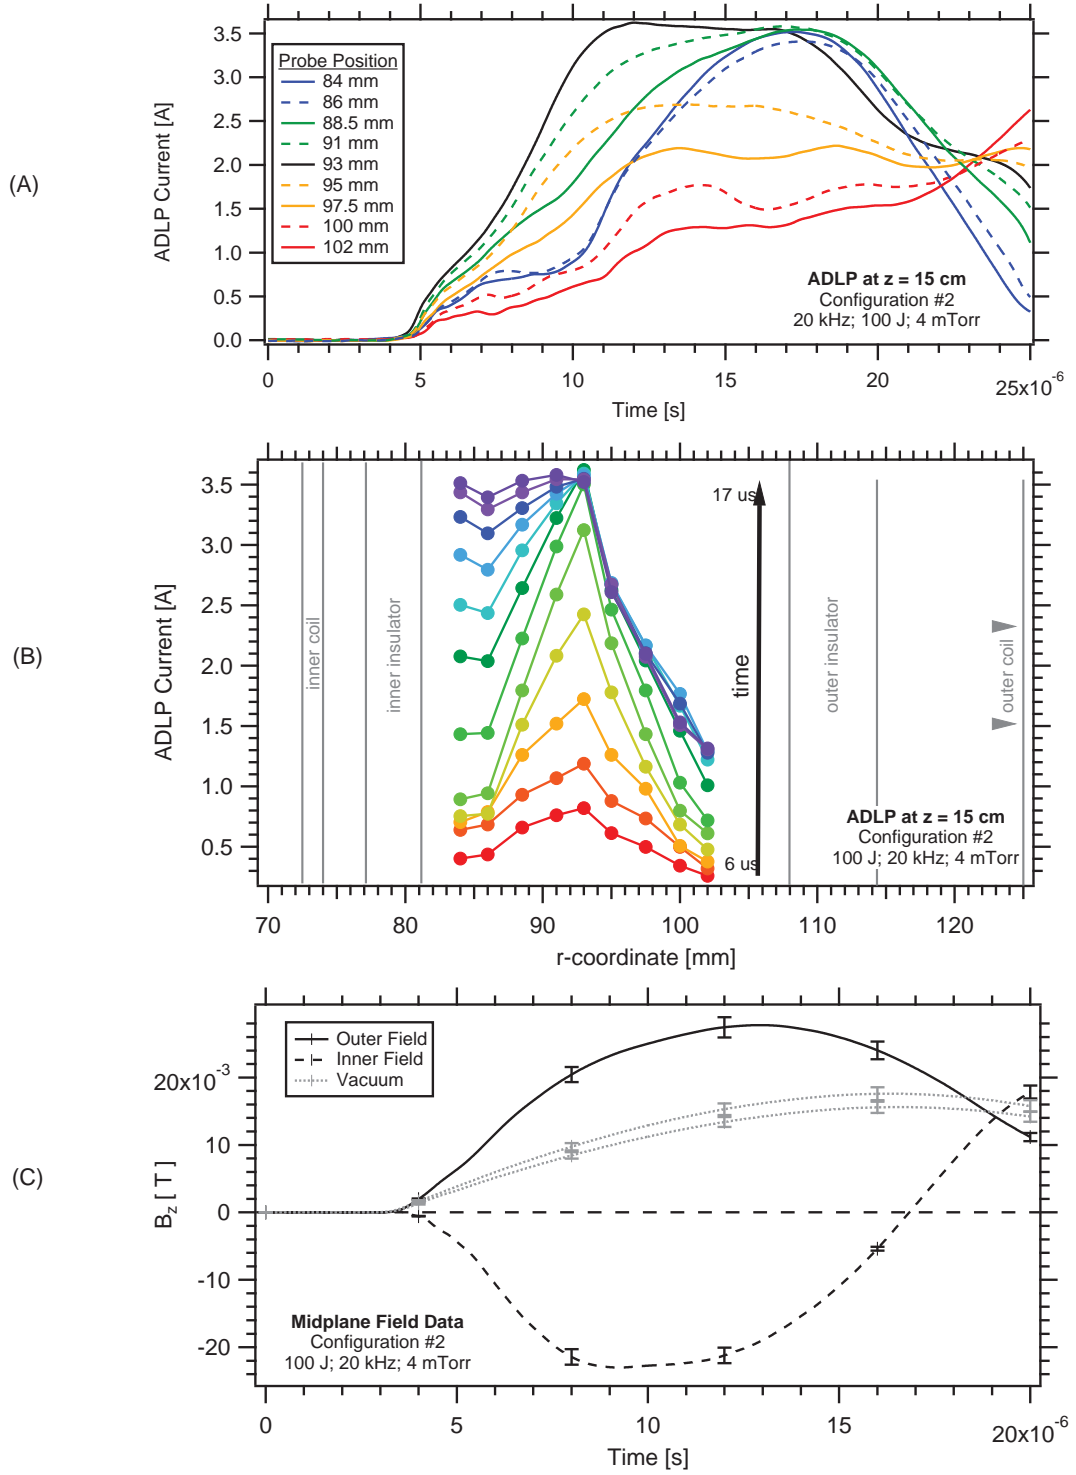 (A)
ADLP Current [A]
3.5
3.0
2.5
2.0
1.5
1.0
0.5
0.0
Probe Position
84 mm
86 mm
88.5 mm
91 mm
93 mm
95 mm
97.5 mm
100 mm
102 mm
ADLP at z = 15 cm
Configuration #2
20 kHz; 100 J; 4 mTorr
0 5 10 15 20 25x10⁻⁶
Time [s]
(B)
ADLP Current [A]
3.5
3.0
2.5
2.0
1.5
1.0
0.5
inner coil
inner insulator
17 us
time
6 us
outer insulator
outer coil
ADLP at z = 15 cm
Configuration #2
100 J; 20 kHz; 4 mTorr
70 80 90 100 110 120
r-coordinate [mm]
(C)
B_z [ T]
20x10⁻³
10
0
-10
-20
Outer Field
Inner Field
Vacuum
Midplane Field Data
Configuration #2
100 J; 20 kHz; 4 mTorr
0 5 10 15 20x10⁻⁶
Time [s]